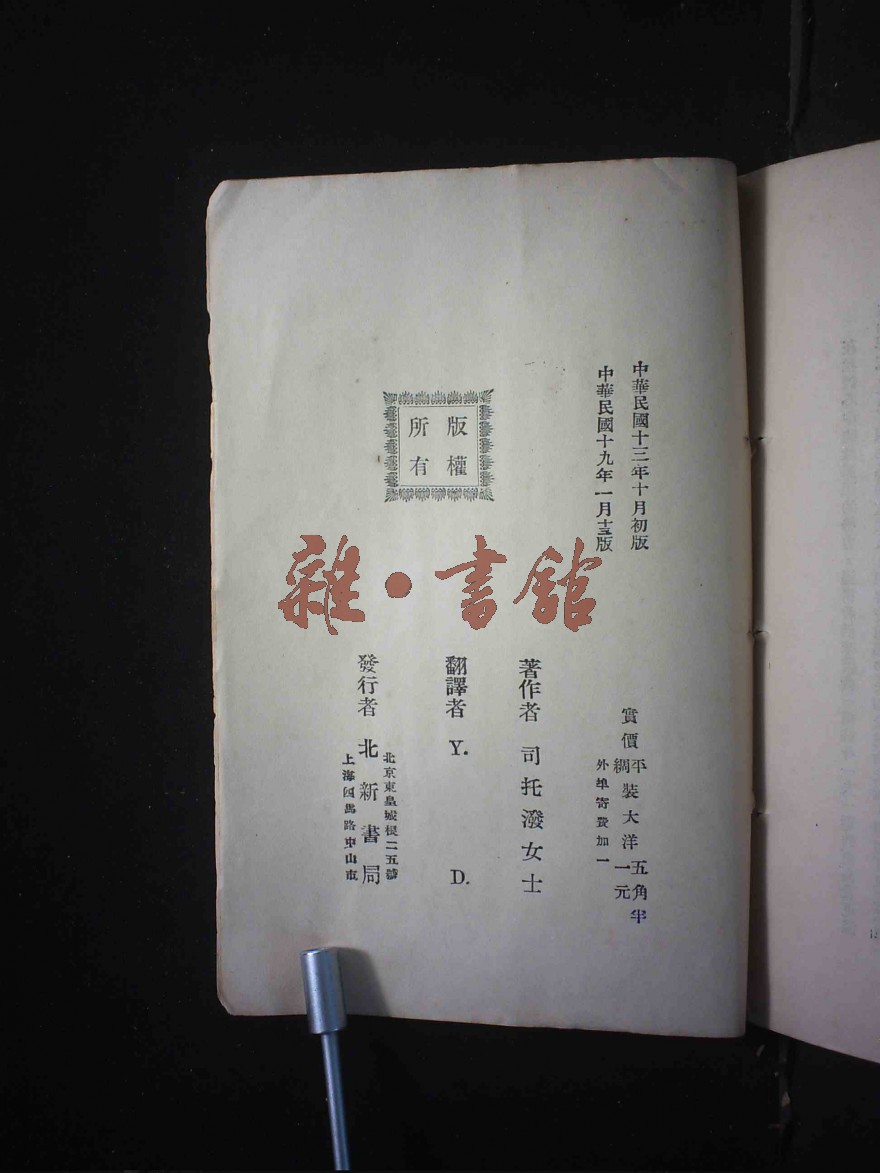 中華民國十三年十月初版
中華民國十九年一月十三版
實價
平裝大洋五角半
綢裝大洋一元
外埠寄費加一
著作者 司托潑女士
翻譯者 Y. D.
發行者 北新書局
北京東皇城根二五號
上海四馬路中山市
版權
所有
雜·書館